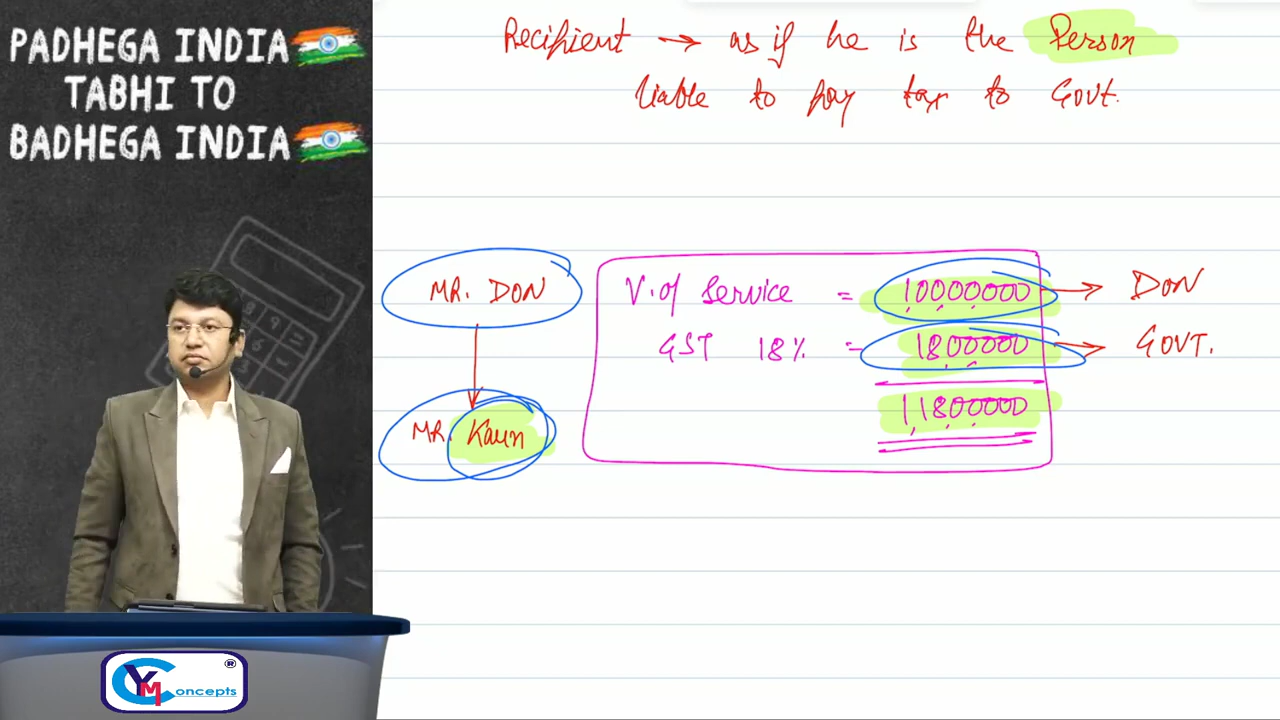 PADHEGA INDIA
TABHI TO
BADHEGA INDIA
Recipient → as if he is the Person
liable to pay tax to Govt.
MR. DON
V. of Service = 10000000 → DON
GST 18% = 1800000 → GOVT.
11800000
MR. Kaun
CYM Concepts ®